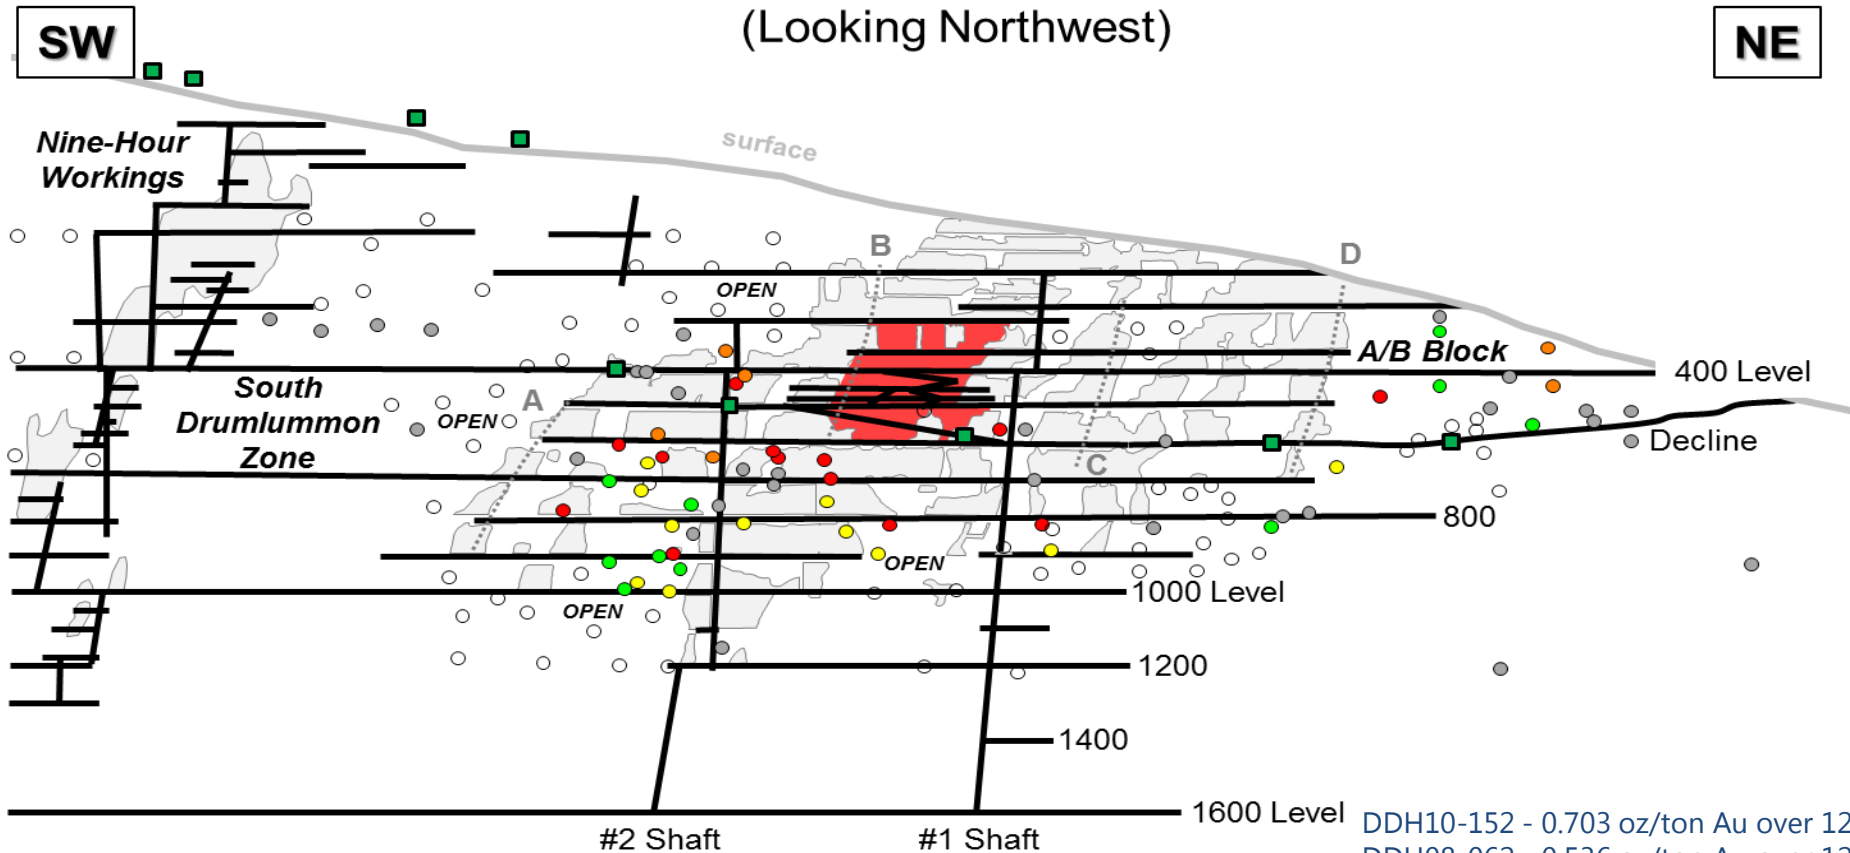 (Looking Northwest)
SW
NE
surface
Nine-Hour
Workings
B
D
OPEN
A/B Block
400 Level
South
Drumlummon
Zone
A
OPEN
Decline
C
800
OPEN
1000 Level
OPEN
1200
1400
1600 Level
#2 Shaft
#1 Shaft
DDH10-152 - 0.703 oz/ton Au over 12